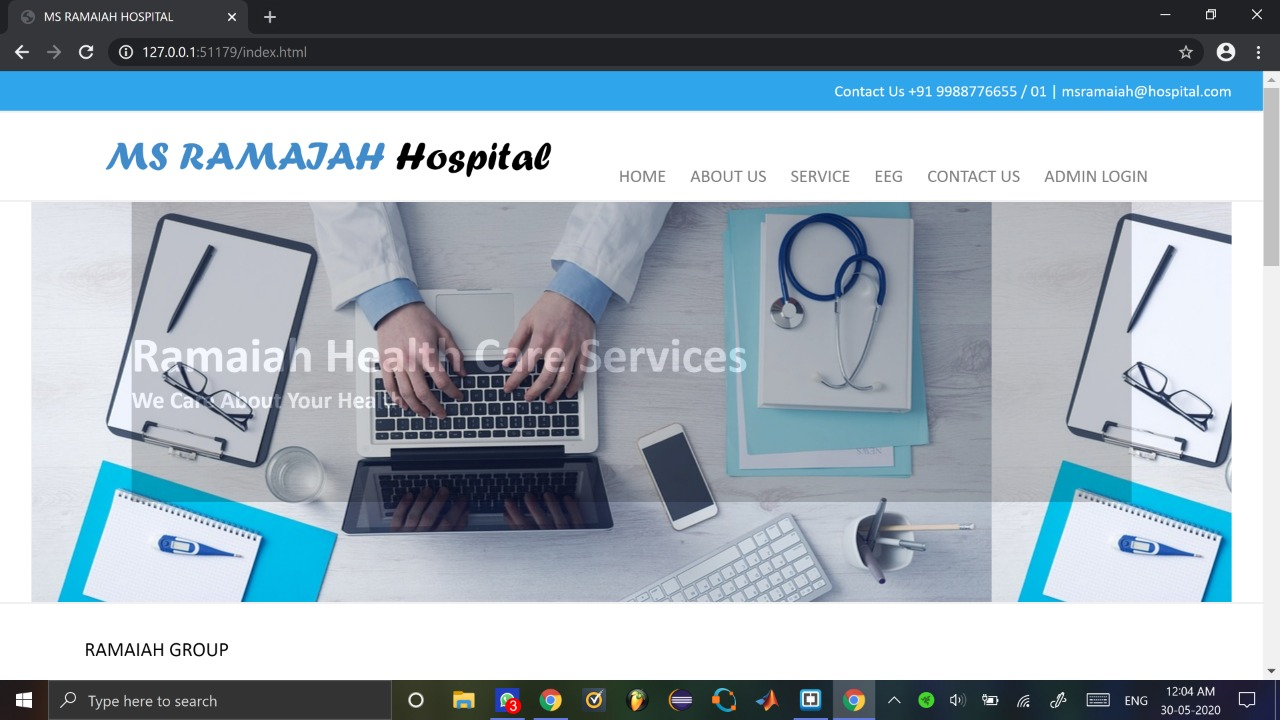 MS RAMAIAH HOSPITAL
127.0.0.1:51179/index.html
Contact Us +91 9988776655 / 01 | msramaiah@hospital.com
MS RAMAIAH Hospital
HOME ABOUT US SERVICE EEG CONTACT US ADMIN LOGIN
Ramaiah Health Care Services
We Care About Your Health
NEWS
RAMAIAH GROUP
Type here to search
3
ENG
12:04 AM
30-05-2020